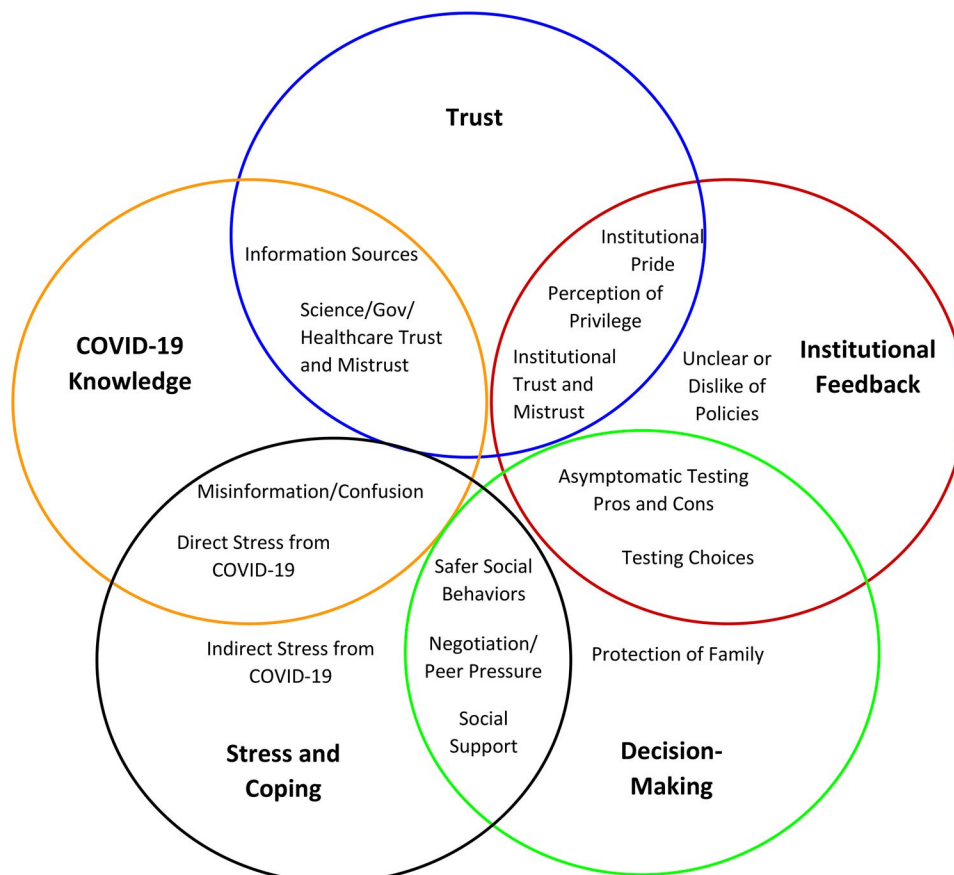 Trust
Information Sources
Science/Gov/
Healthcare Trust
and Mistrust
Institutional
Pride
Perception of
Privilege
Institutional
Trust and
Mistrust
COVID-19
Knowledge
Unclear or
Dislike of
Policies
Institutional
Feedback
Misinformation/Confusion
Direct Stress from
COVID-19
Asymptomatic Testing
Pros and Cons
Testing Choices
Safer Social
Behaviors
Negotiation/
Peer Pressure
Social
Support
Indirect Stress from
COVID-19
Protection of Family
Stress and
Coping
Decision-
Making